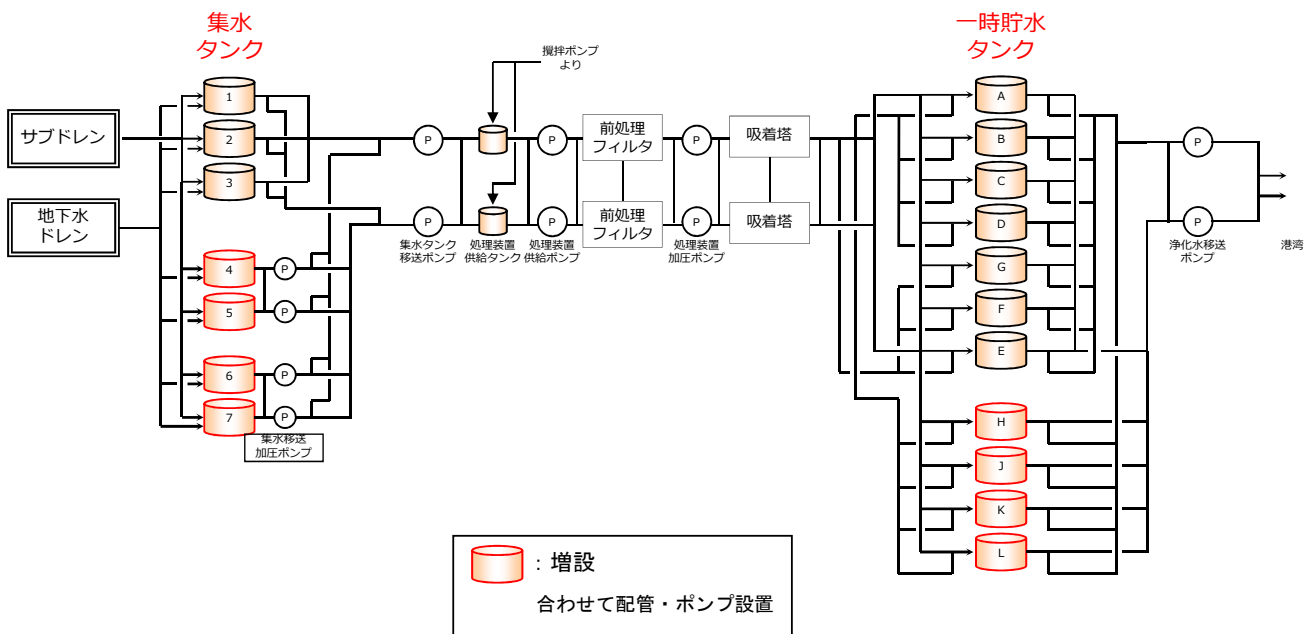 集水
タンク
一時貯水
タンク
攪拌ポンプ
より
サブドレン
地下水
ドレン
1
2
3
4
5
6
7
P
P
P
P
集水移送
加圧ポンプ
P
P
集水タンク
移送ポンプ
処理装置
供給タンク
P
P
処理装置
供給ポンプ
前処理
フィルタ
前処理
フィルタ
P
P
処理装置
加圧ポンプ
吸着塔
吸着塔
A
B
C
D
G
F
E
H
J
K
L
P
P
浄化水移送
ポンプ
港湾
：増設
合わせて配管・ポンプ設置